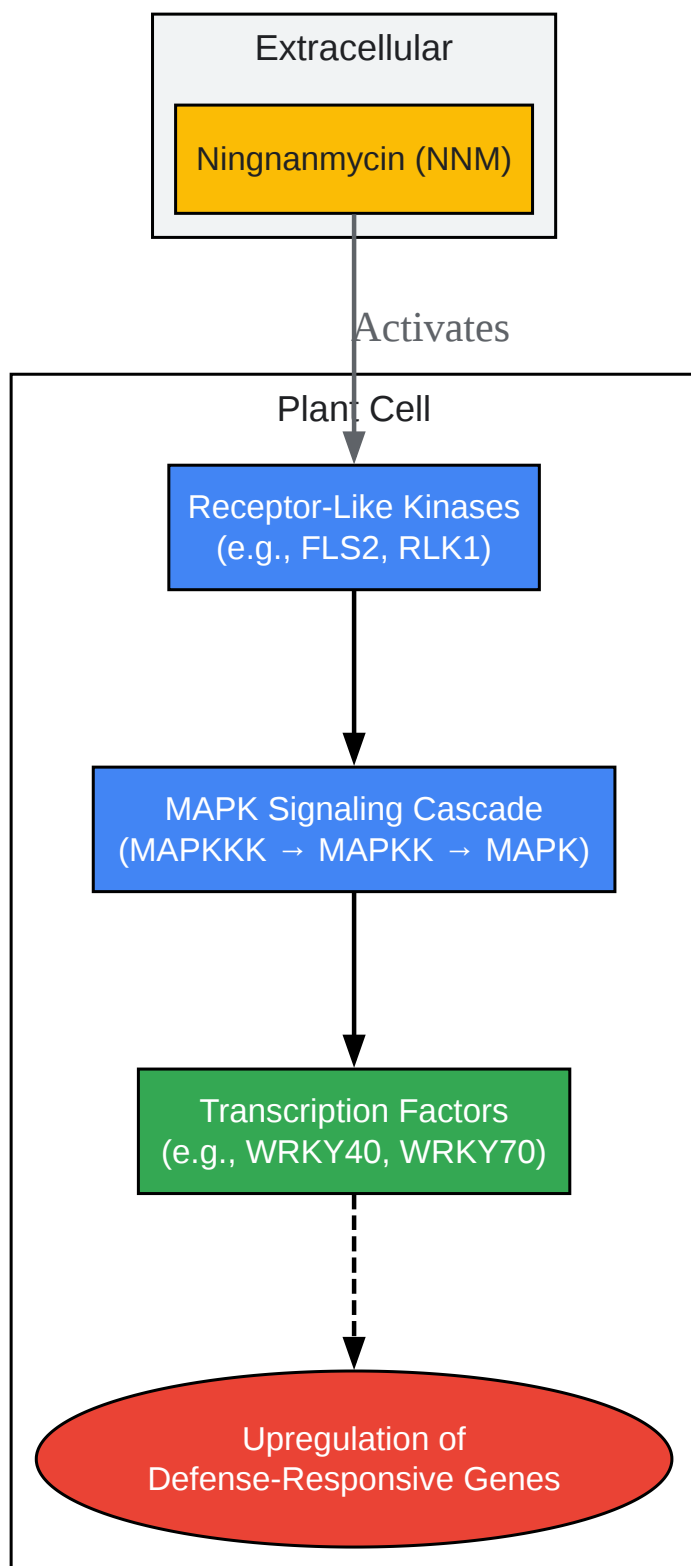 Extracellular
Ningnanmycin (NNM)
Activates
Plant Cell
Receptor-Like Kinases
(e.g., FLS2, RLK1)
MAPK Signaling Cascade
(MAPKKK → MAPKK → MAPK)
Transcription Factors
(e.g., WRKY40, WRKY70)
Upregulation of
Defense-Responsive Genes